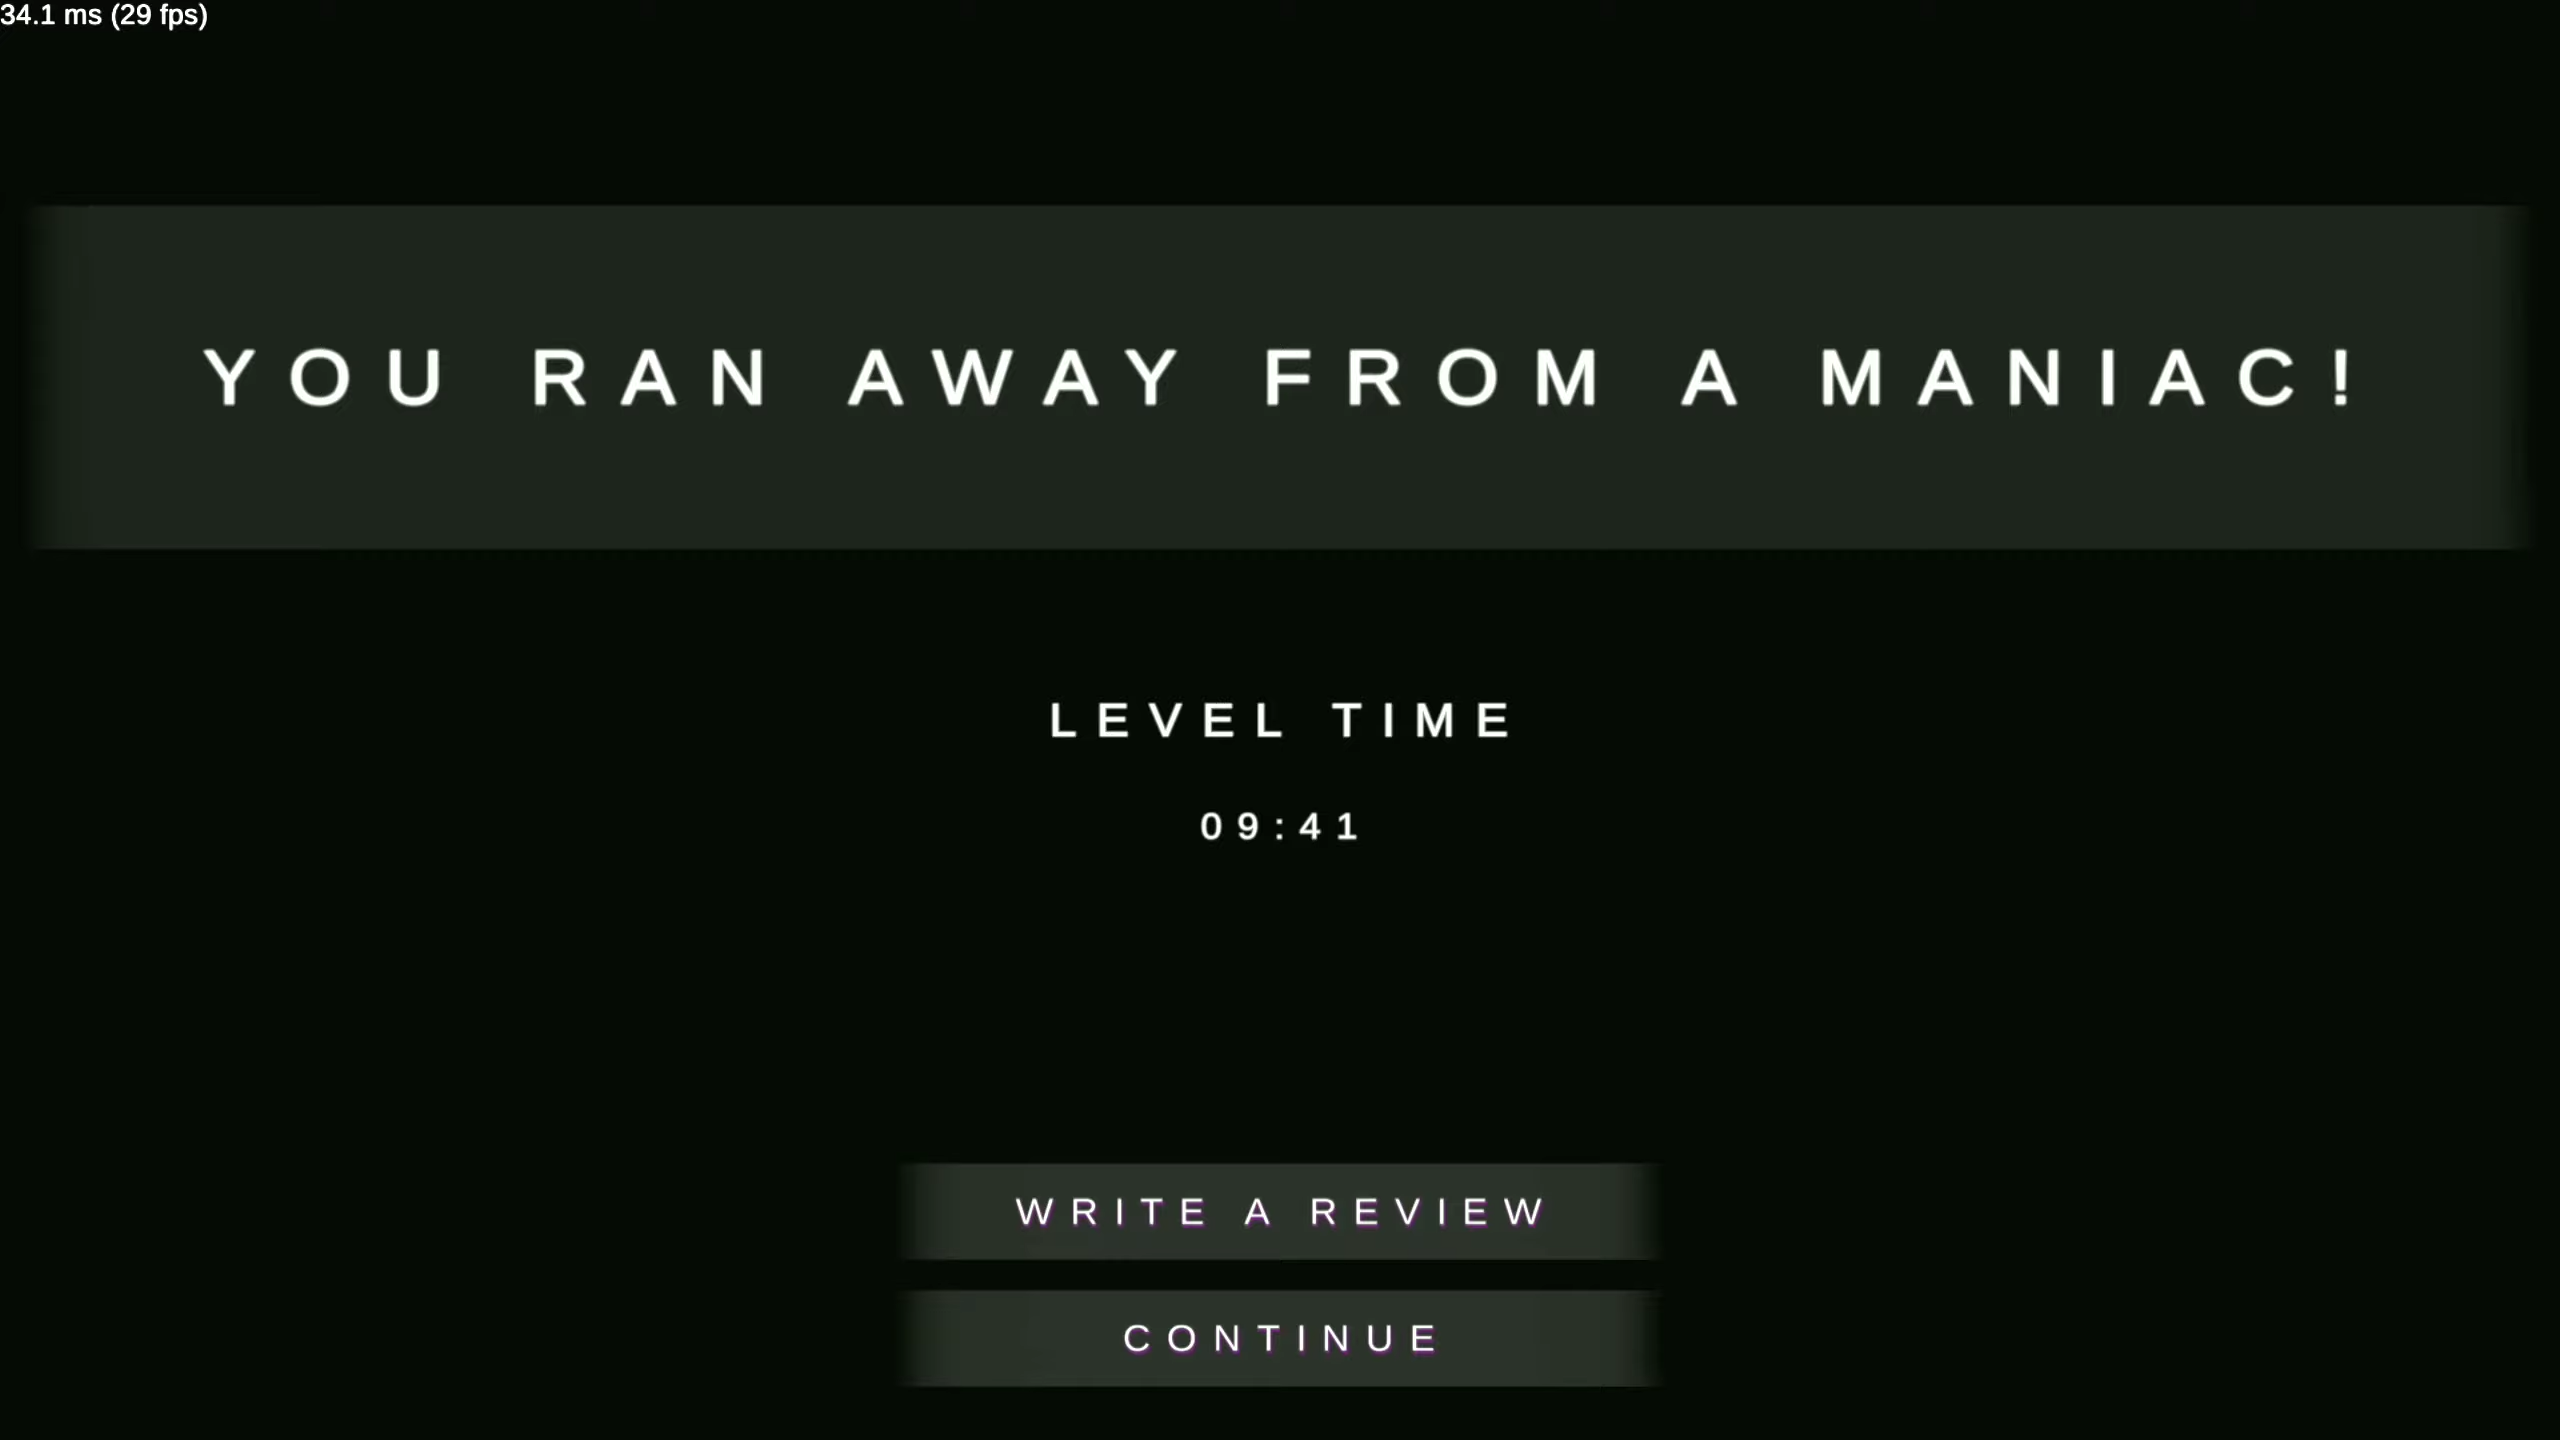 34.1 ms (29 fps)
YOU RAN AWAY FROM A MANIAC!
LEVEL TIME
09:41
WRITE A REVIEW
CONTINUE